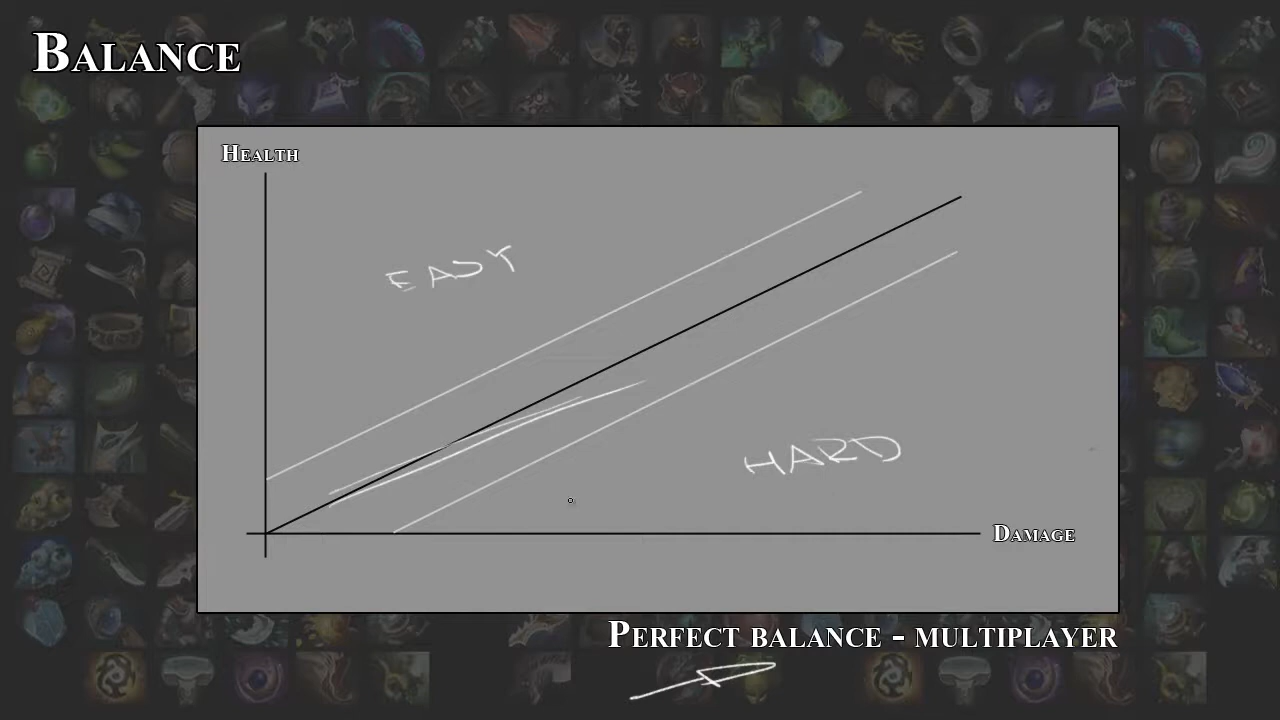 BALANCE
HEALTH
EASY
HARD
DAMAGE
PERFECT BALANCE - MULTIPLAYER